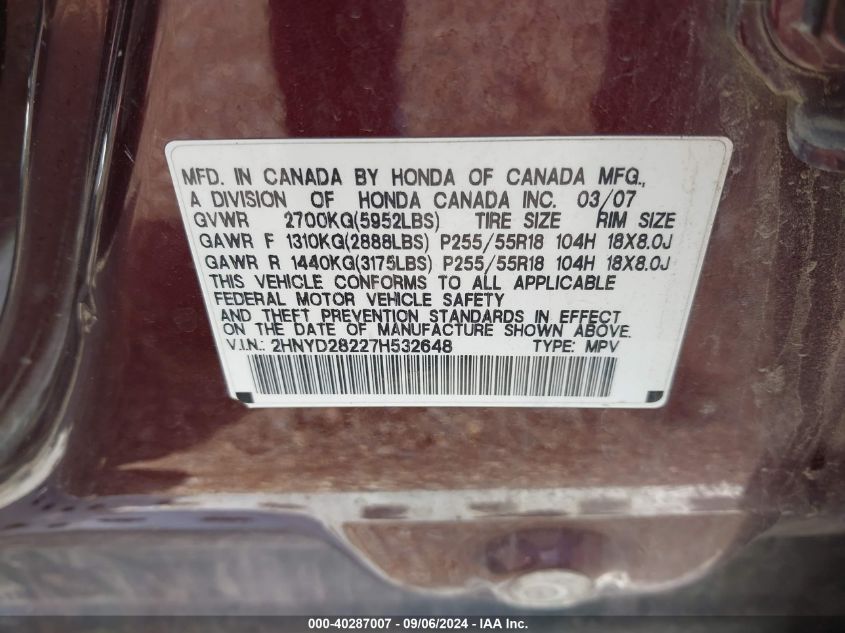 MFD. IN CANADA BY HONDA OF CANADA MFG.,
A DIVISION OF HONDA CANADA INC. 03/07
GVWR 2700KG(5952LBS) TIRE SIZE RIM SIZE
GAWR F 1310KG(2888LBS) P255/55R18 104H 18X8.0J
GAWR R 1440KG(3175LBS) P255/55R18 104H 18X8.0J
THIS VEHICLE CONFORMS TO ALL APPLICABLE
FEDERAL MOTOR VEHICLE SAFETY
AND THEFT PREVENTION STANDARDS IN EFFECT
ON THE DATE OF MANUFACTURE SHOWN ABOVE.
V.I.N.: 2HNYD28227H532648 TYPE: MPV
000-40287007 - 09/06/2024 - IAA Inc.